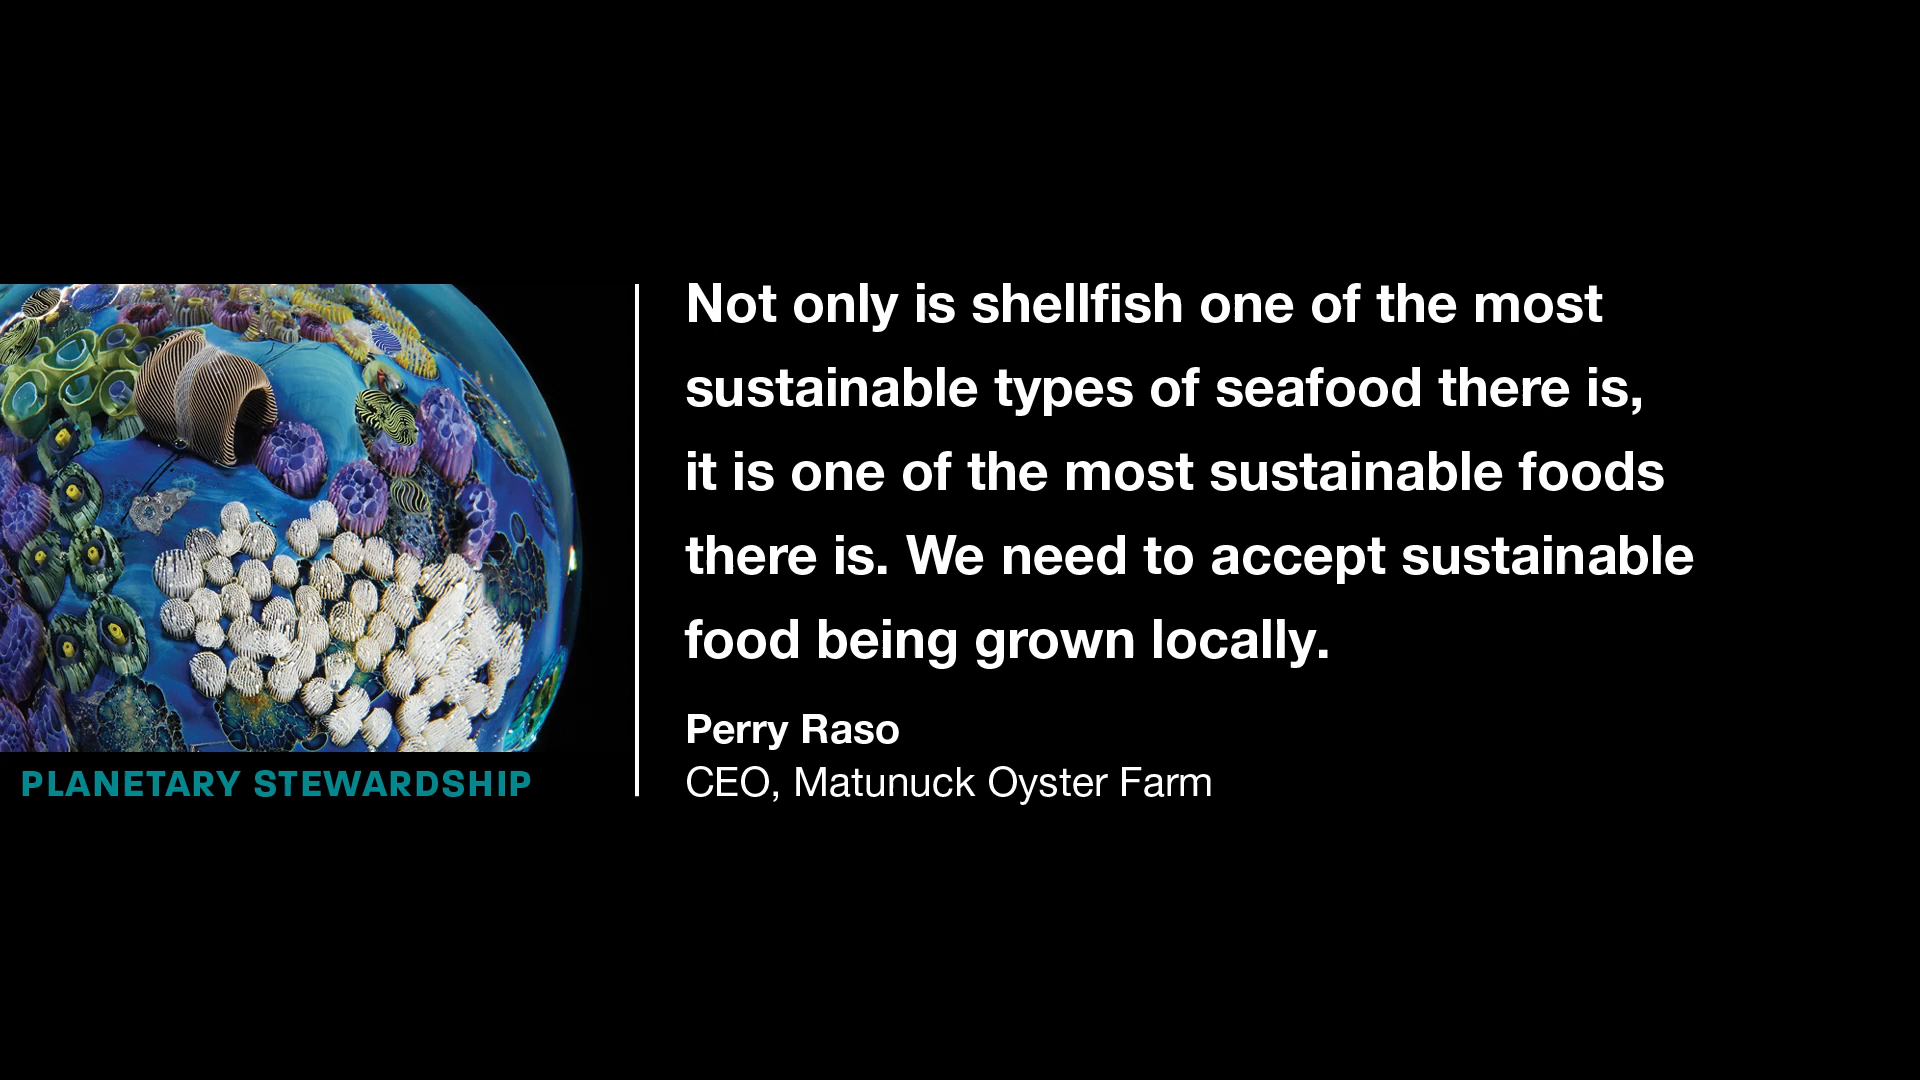 Not only is shellfish one of the most
sustainable types of seafood there is,
it is one of the most sustainable foods
there is. We need to accept sustainable
food being grown locally.
Perry Raso
CEO, Matunuck Oyster Farm
PLANETARY STEWARDSHIP